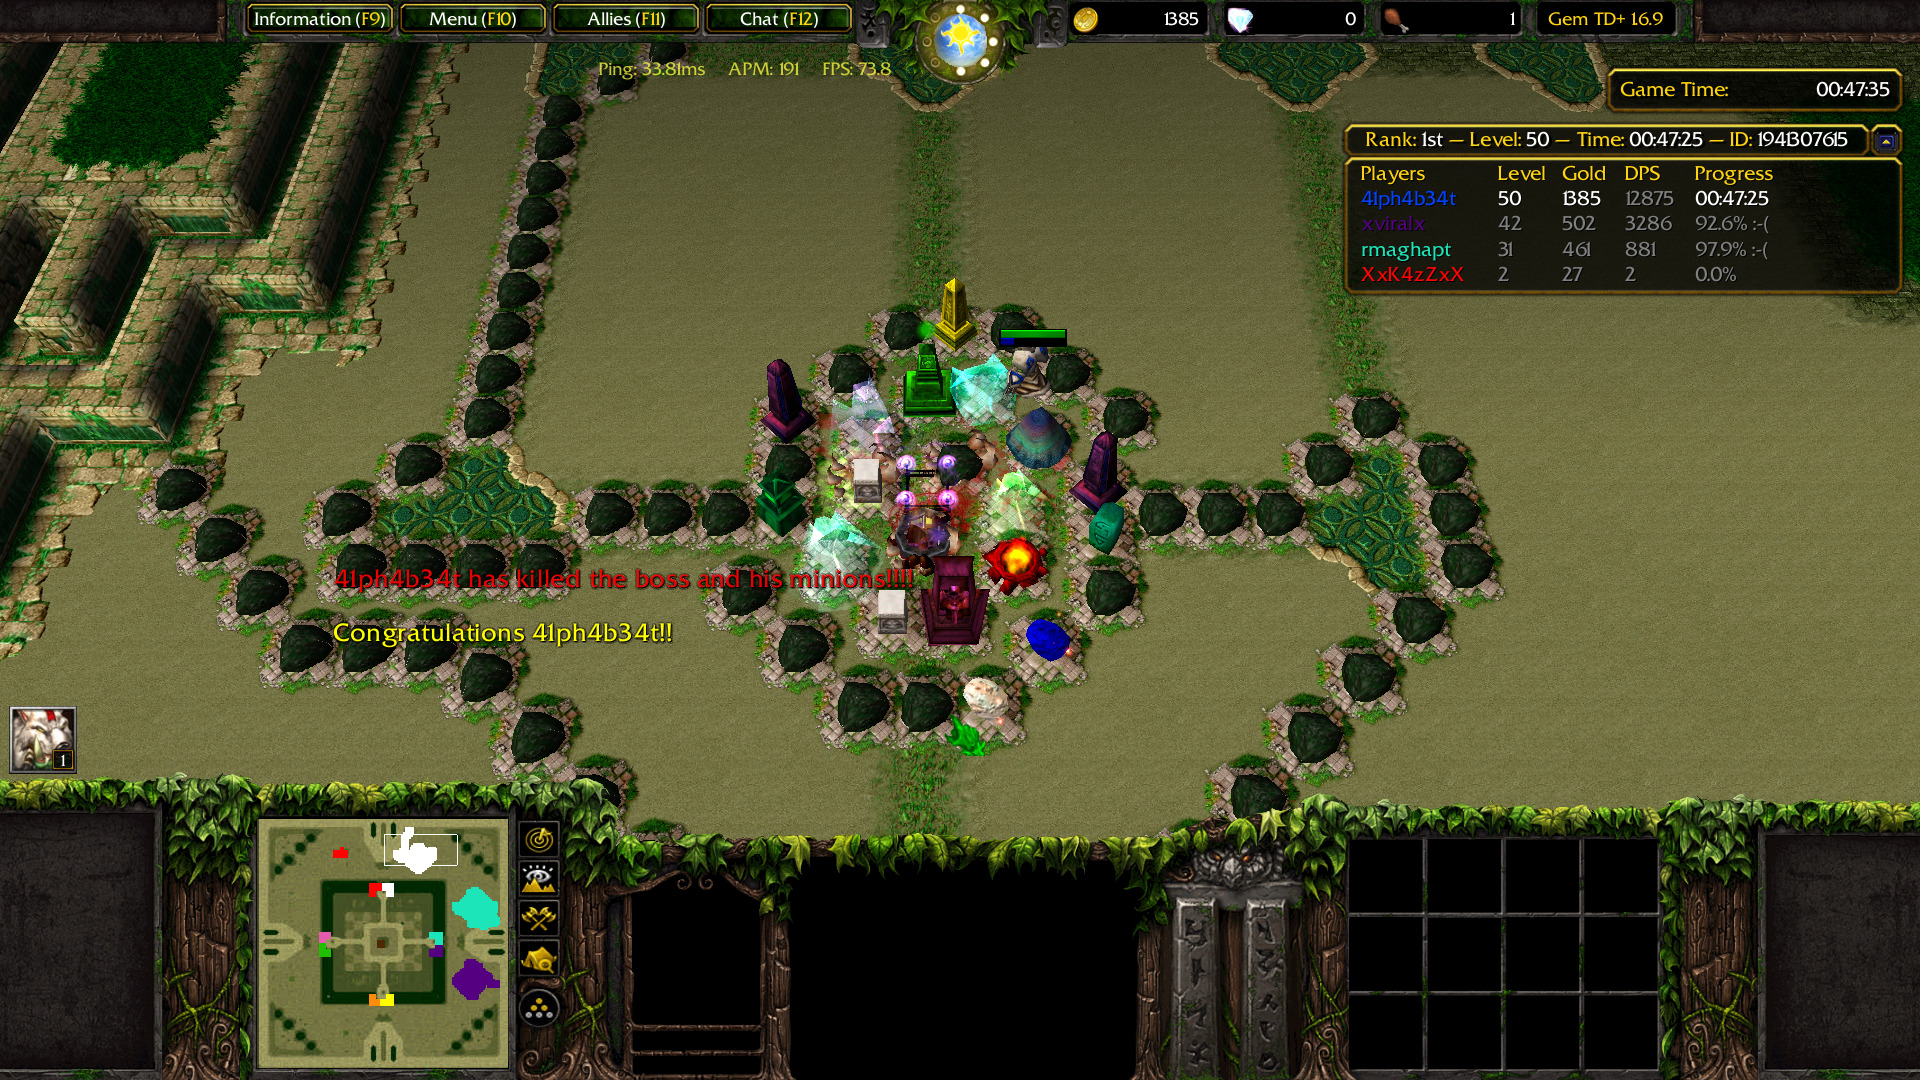 Information (F9) Menu (F10) Allies (F11) Chat (F12) 1385 0 1 Gem TD+ 16.9
Ping: 33.81ms APM: 191 FPS: 73.8
Game Time: 00:47:35
Rank: 1st — Level: 50 — Time: 00:47:25 — ID: 1941307615
Players Level Gold DPS Progress
41ph4b34t 50 1385 12875 00:47:25
xviralx 42 502 3286 92.6% :-(
rmaghapt 31 461 881 97.9% :-(
XxK4zZxX 2 27 2 0.0%
41ph4b34t has killed the boss and his minions!!!!
Congratulations 41ph4b34t!!
1